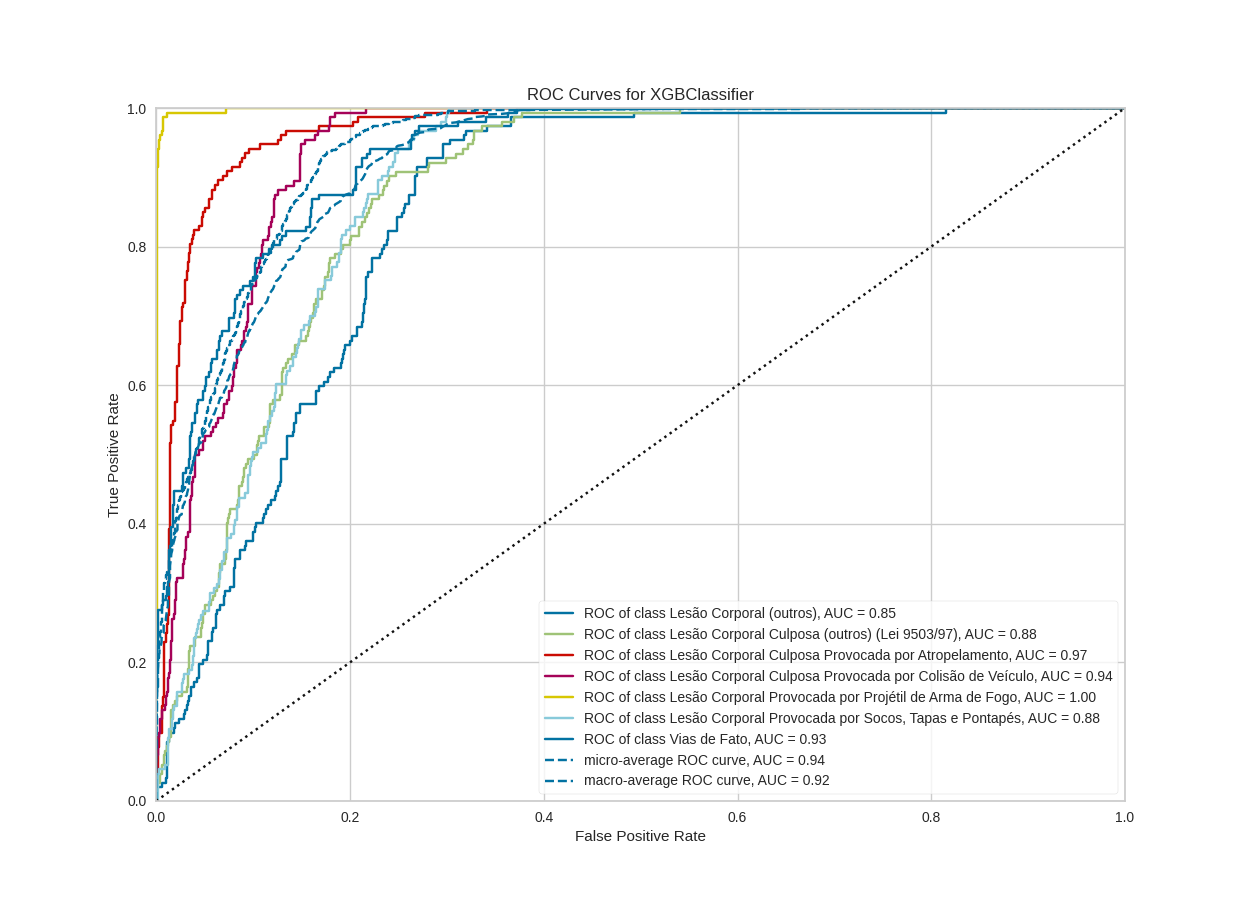 ROC Curves for XGBClassifier
1.0
0.8
0.6
0.4
0.2
0.0
True Positive Rate
ROC of class Lesão Corporal (outros), AUC = 0.85
ROC of class Lesão Corporal Culposa (outros) (Lei 9503/97), AUC = 0.88
ROC of class Lesão Corporal Culposa Provocada por Atropelamento, AUC = 0.97
ROC of class Lesão Corporal Culposa Provocada por Colisão de Veículo, AUC = 0.94
ROC of class Lesão Corporal Provocada por Projétil de Arma de Fogo, AUC = 1.00
ROC of class Lesão Corporal Provocada por Socos, Tapas e Pontapés, AUC = 0.88
ROC of class Vias de Fato, AUC = 0.93
micro-average ROC curve, AUC = 0.94
macro-average ROC curve, AUC = 0.92
0.0 0.2 0.4 0.6 0.8 1.0
False Positive Rate